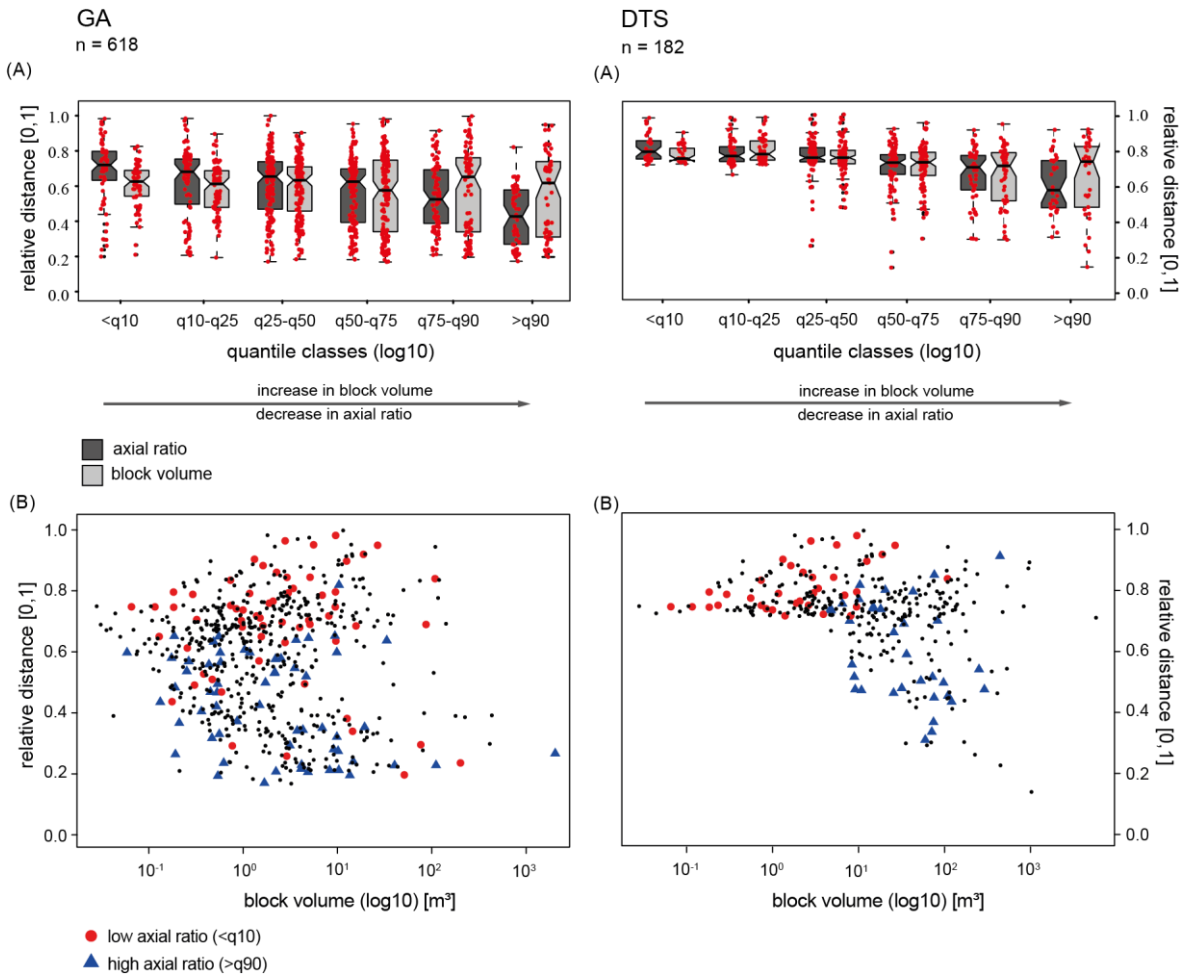 GA
n = 618
(A)
relative distance [0,1]
1.0
0.8
0.6
0.4
0.2
0.0
<q10
q10-q25
q25-q50
q50-q75
q75-q90
>q90
quantile classes (log10)
increase in block volume
decrease in axial ratio
axial ratio
block volume
DTS
n = 182
(A)
1.0
0.8
0.6
0.4
0.2
0.0
relative distance [0,1]
<q10
q10-q25
q25-q50
q50-q75
q75-q90
>q90
quantile classes (log10)
increase in block volume
decrease in axial ratio
(B)
relative distance [0,1]
1.0
0.8
0.6
0.4
0.2
0.0
10⁻¹
10⁰
10¹
10²
10³
block volume (log10) [m³]
low axial ratio (<q10)
high axial ratio (>q90)
(B)
1.0
0.8
0.6
0.4
0.2
0.0
relative distance [0,1]
10⁻¹
10⁰
10¹
10²
10³
block volume (log10) [m³]